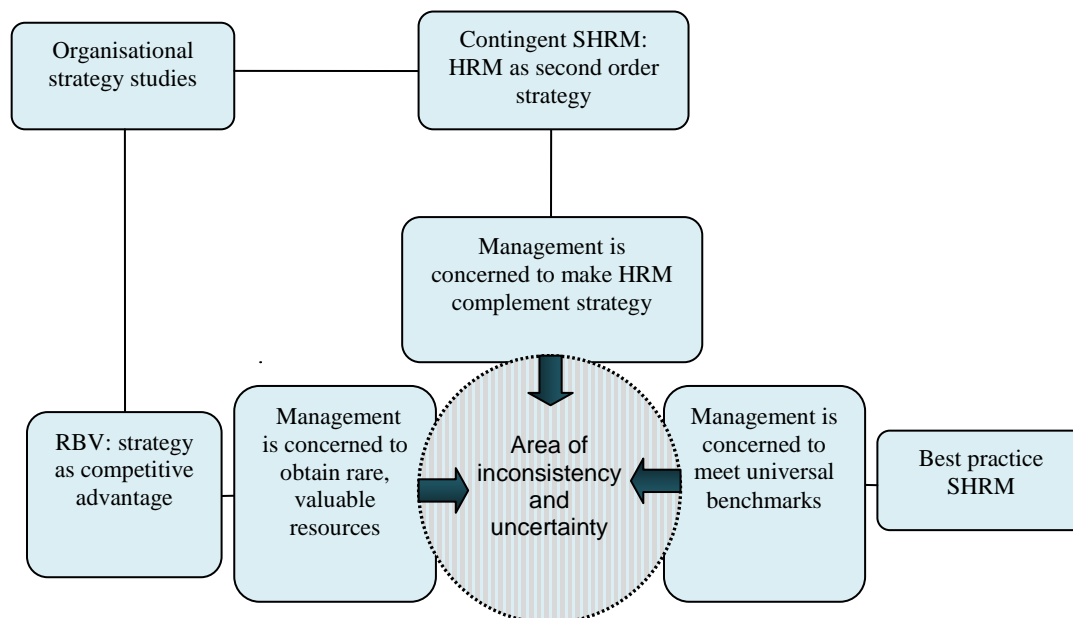 Organisational
strategy studies
Contingent SHRM:
HRM as second order
strategy
Management is
concerned to make HRM
complement strategy
RBV: strategy
as competitive
advantage
Management
is concerned to
obtain rare,
valuable
resources
Area of
inconsistency
and
uncertainty
Management is
concerned to
meet universal
benchmarks
Best practice
SHRM